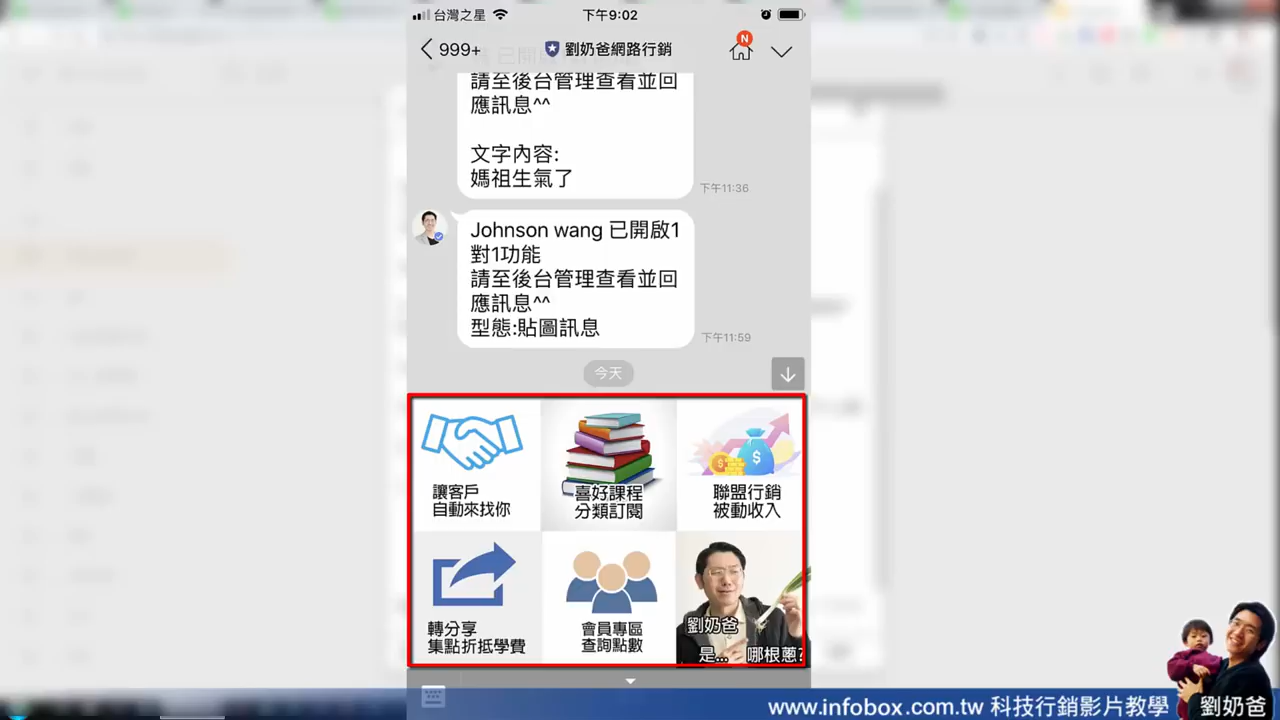 台灣之星
下午9:02
999+
劉奶爸網路行銷
N
請至後台管理查看並回
應訊息^^
文字內容:
媽祖生氣了
下午11:36
Johnson wang 已開啟1
對1功能
請至後台管理查看並回
應訊息^^
型態:貼圖訊息
下午11:59
今天
讓客戶
自動來找你
喜好課程
分類訂閱
聯盟行銷
被動收入
轉分享
集點折抵學費
會員專區
查詢點數
劉奶爸
是... 哪根蔥?
www.infobox.com.tw 科技行銷影片教學
劉奶爸